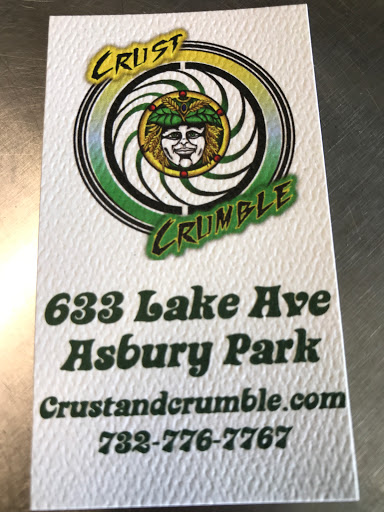 CRUST
CRUMBLE
633 Lake Ave
Asbury Park
Crustandcrumble.com
732-776-7767